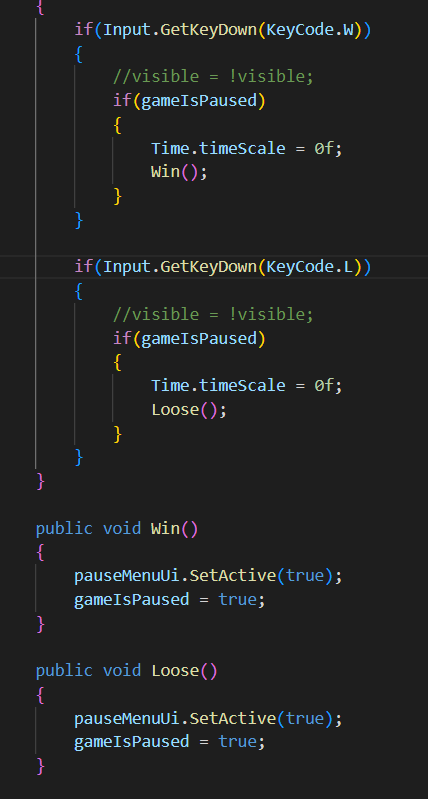 {
if(Input.GetKeyDown(KeyCode.W))
{
//visible = !visible;
if(gameIsPaused)
{
Time.timeScale = 0f;
Win();
}
}
if(Input.GetKeyDown(KeyCode.L))
{
//visible = !visible;
if(gameIsPaused)
{
Time.timeScale = 0f;
Loose();
}
}
}
public void Win()
{
pauseMenuUi.SetActive(true);
gameIsPaused = true;
}
public void Loose()
{
pauseMenuUi.SetActive(true);
gameIsPaused = true;
}